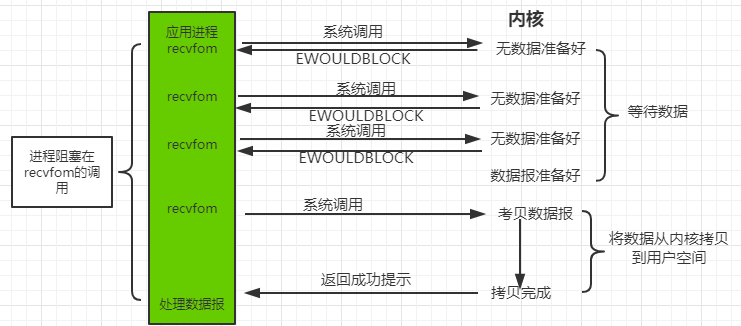 内核
应用进程
recvfom
系统调用
EWOULDBLOCK
无数据准备好
recvfom
系统调用
EWOULDBLOCK
无数据准备好
等待数据
recvfom
系统调用
EWOULDBLOCK
无数据准备好
数据报准备好
进程阻塞在
recvfom的调
用
recvfom
系统调用
考贝数据报
将数据从内核拷贝
到用户空间
返回成功提示
拷贝完成
处理数据报